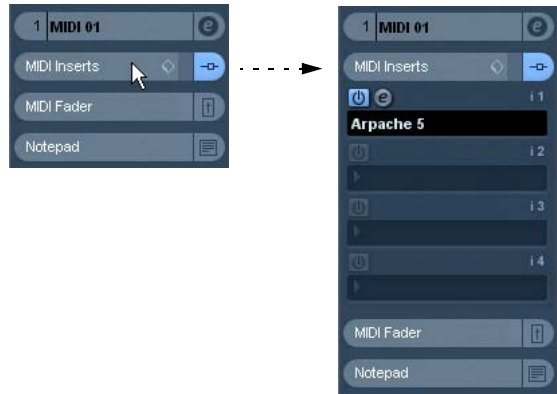 1 MIDI 01
MIDI Inserts
MIDI Fader
Notepad
1 MIDI 01
MIDI Inserts
i 1
Arpache 5
i 2
i 3
i 4
MIDI Fader
Notepad